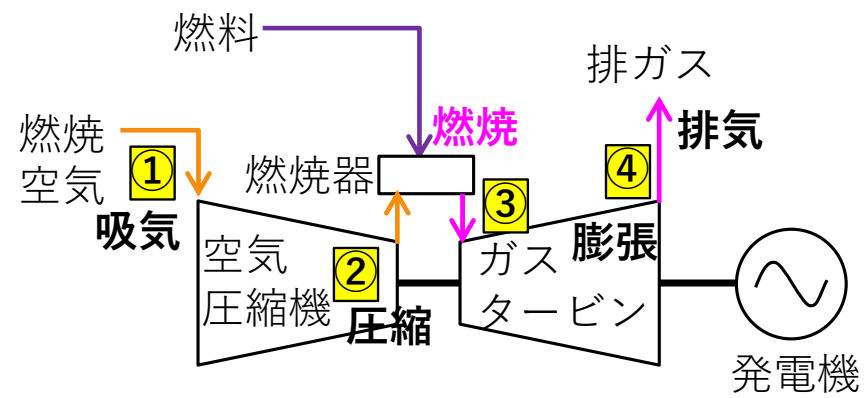 燃料
排ガス
燃焼
排気
燃焼
空気
①
燃焼器
④
③
吸気
空気
圧縮機
②
圧縮
膨張
ガス
タービン
発電機